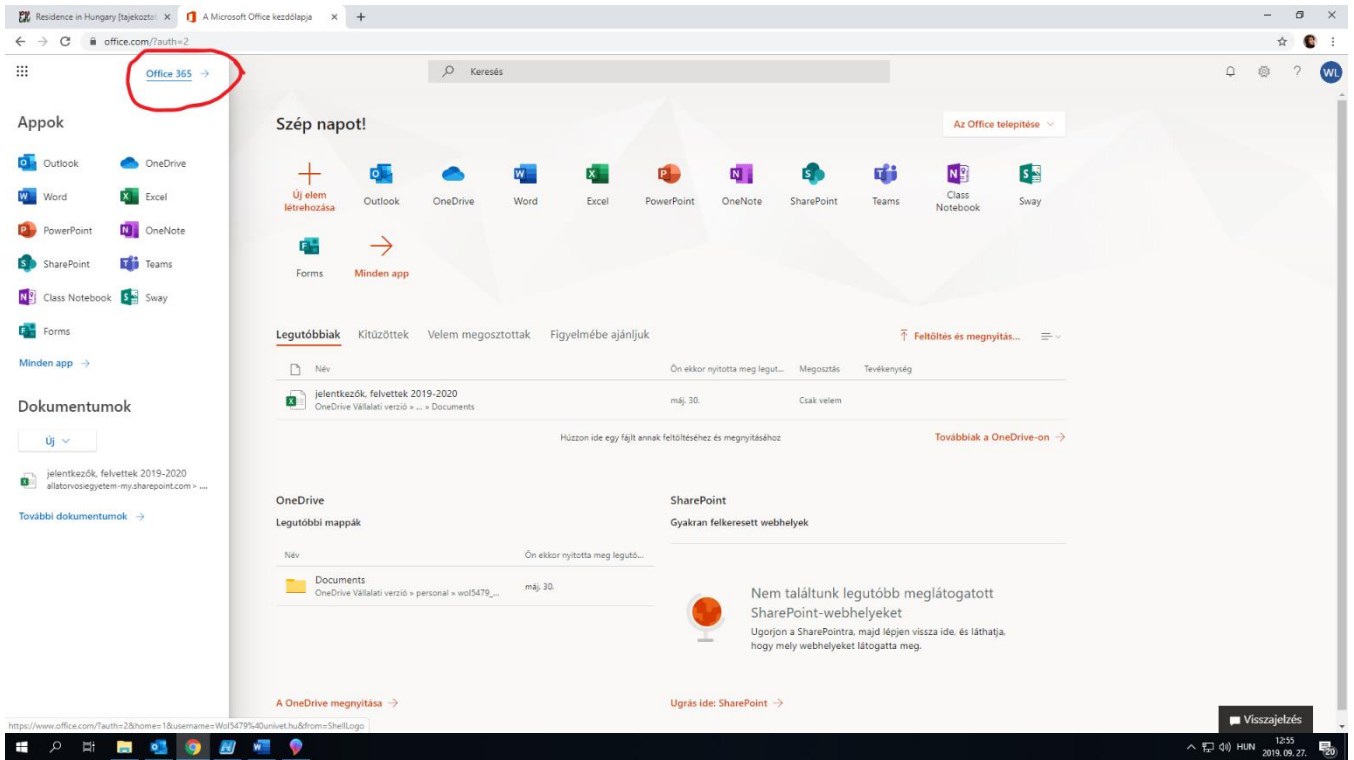 Residence in Hungary [tajekoztat
A Microsoft Office kezdőlapja
office.com/?auth=2
Office 365 →
Keresés
WL
Appok
Outlook
OneDrive
Word
Excel
PowerPoint
OneNote
SharePoint
Teams
Class Notebook
Sway
Forms
Minden app →
Dokumentumok
Új
jelentkezők, felvettek 2019-2020
allatorvosiegyetem-my.sharepoint.com > ....
További dokumentumok →
Szép napot!
Az Office telepítése
Új elem
létrehozása
Outlook
OneDrive
Word
Excel
PowerPoint
OneNote
SharePoint
Teams
Class
Notebook
Sway
Forms
Minden app
Legutóbbiak Kitűzöttek Velem megosztottak Figyelmébe ajánljuk
Feltöltés és megnyitás...
Név Ön ekkor nyitotta meg legut... Megosztás Tevékenység
jelentkezők, felvettek 2019-2020
OneDrive Vállalati verzió » ... » Documents
máj. 30. Csak velem
Húzzon ide egy fájlt annak feltöltéséhez és megnyitásához
Továbbiak a OneDrive-on →
OneDrive
Legutóbbi mappák
Név Ön ekkor nyitotta meg legutó...
Documents
OneDrive Vállalati verzió » personal » wol5479_...
máj. 30.
A OneDrive megnyitása →
SharePoint
Gyakran felkeresett webhelyek
Nem találtunk legutóbb meglátogatott
SharePoint-webhelyeket
Ugorjon a SharePointra, majd lépjen vissza ide, és láthatja,
hogy mely webhelyeket látogatta meg.
Ugrás ide: SharePoint →
https://www.office.com/?auth=2&home=1&username=Wol5479%40univet.hu&from=ShellLogo
Visszajelzés
HUN
12:55
2019. 09. 27.
20